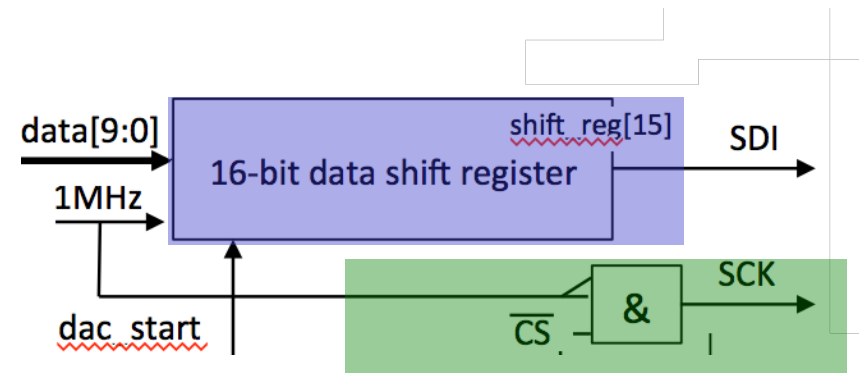 data[9:0]
shift_reg[15]
SDI
16-bit data shift register
1MHz
SCK
&
dac_start
CS